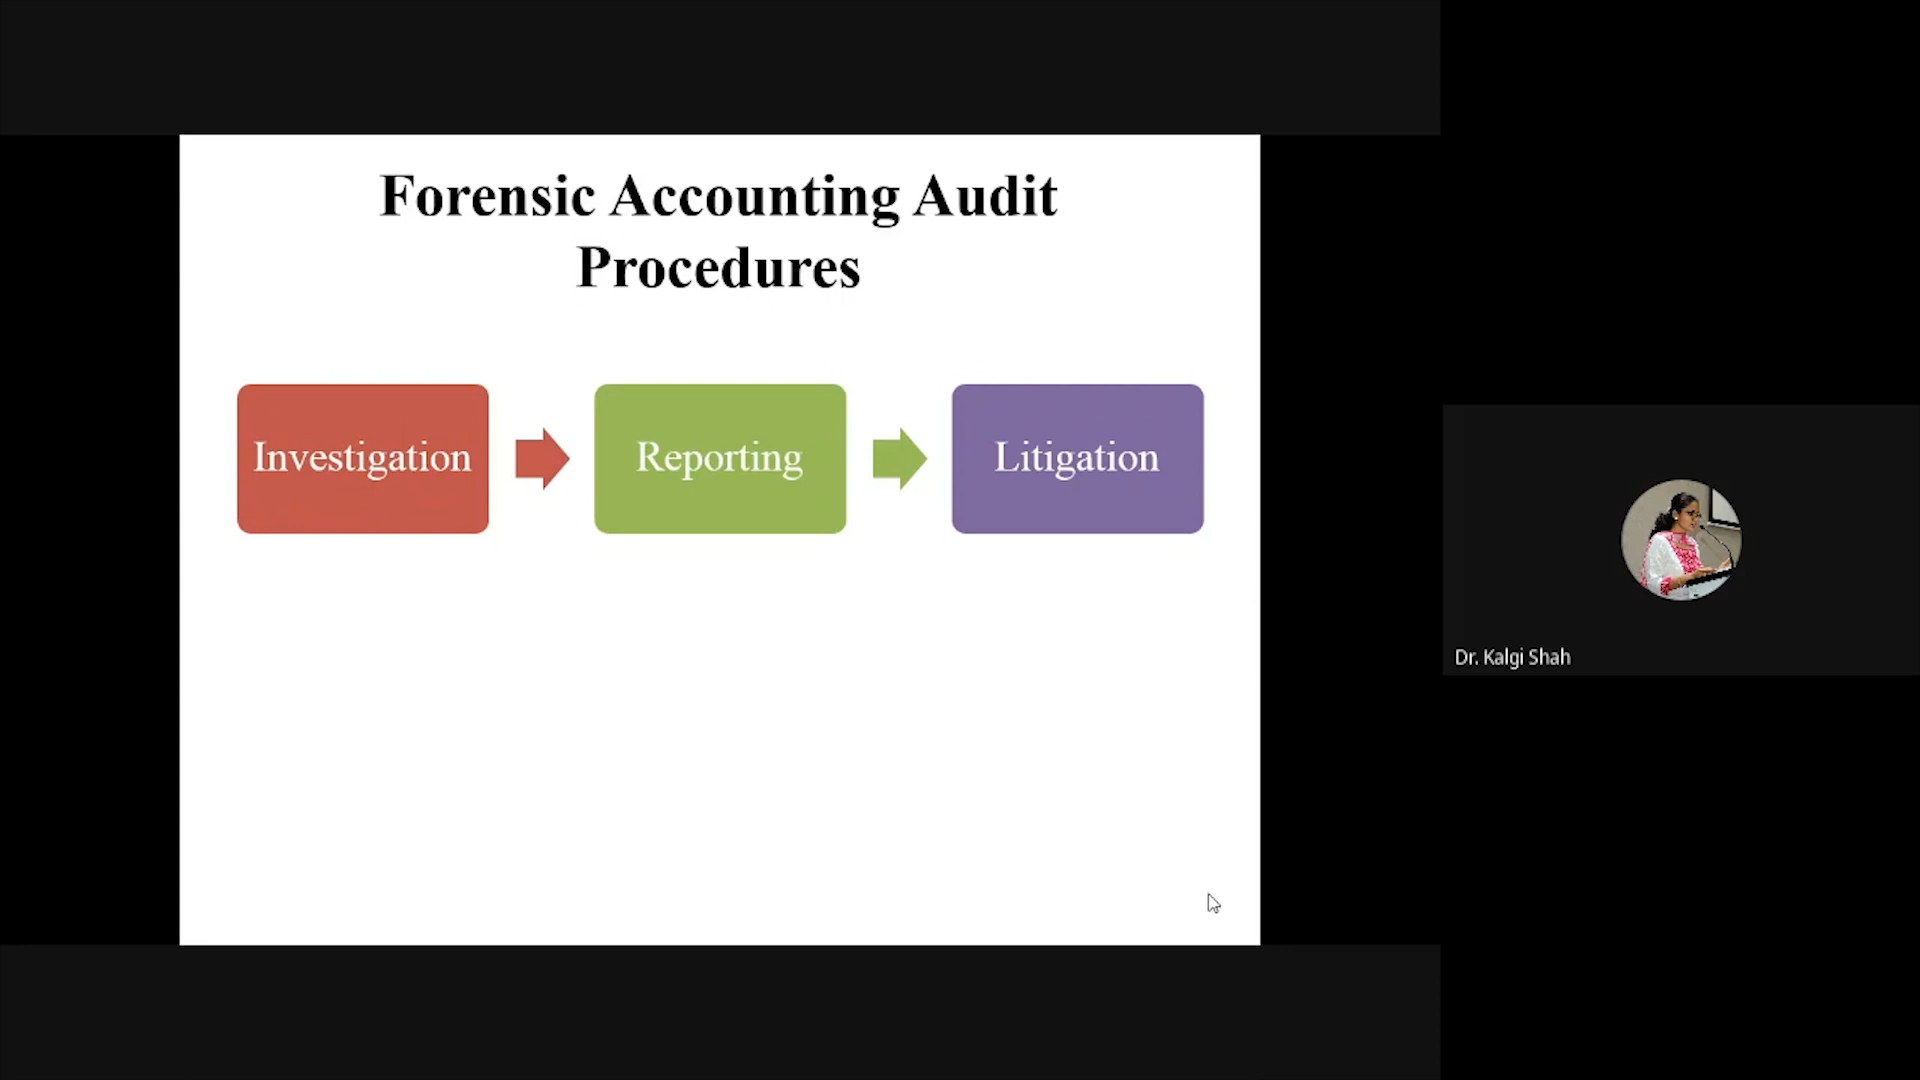 Forensic Accounting Audit
Procedures
Investigation
Reporting
Litigation
Dr. Kalgi Shah